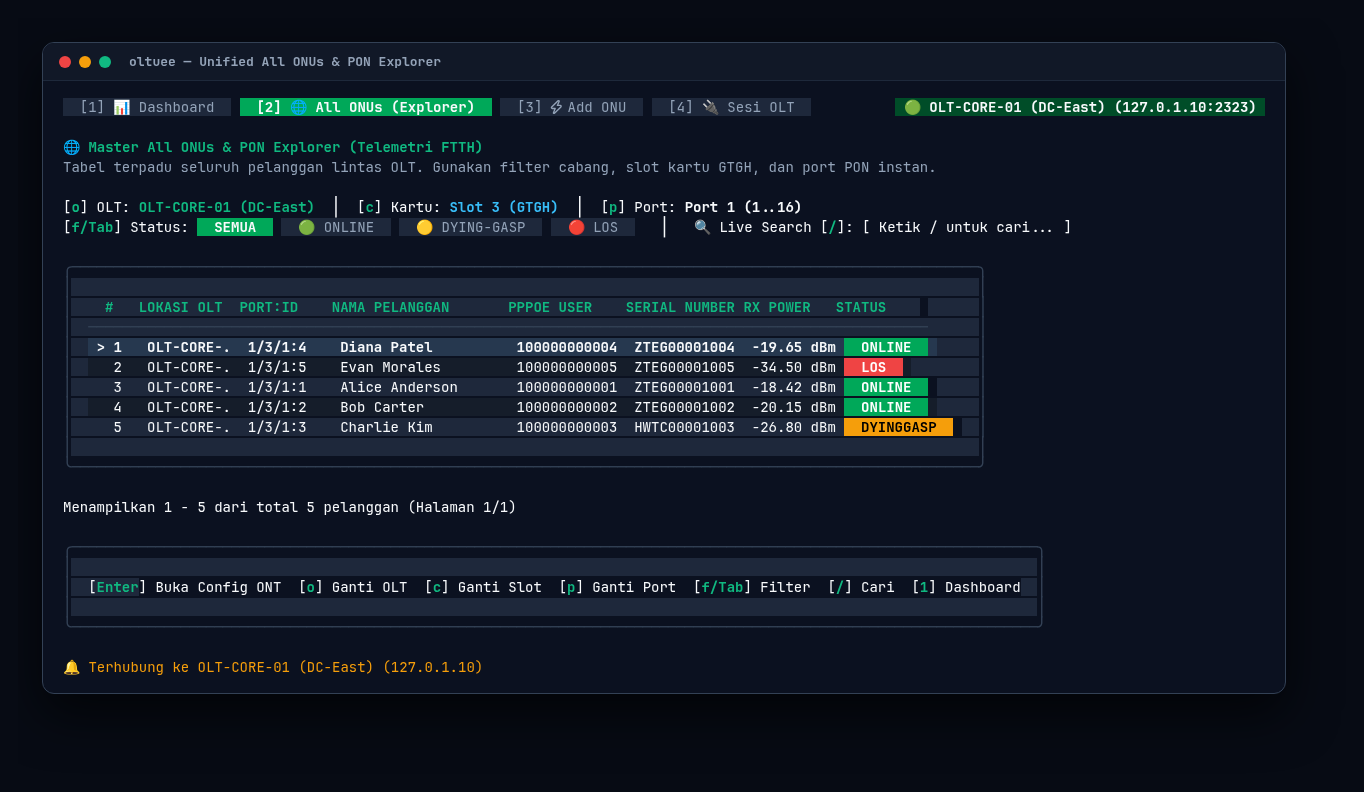 oltuee — Unified All ONUs & PON Explorer
[1] 📊 Dashboard [2] 🌐 All ONUs (Explorer) [3] ⚡ Add ONU [4] 🔌 Sesi OLT 🟢 OLT-CORE-01 (DC-East) (127.0.1.10:2323)
🌐 Master All ONUs & PON Explorer (Telemetri FTTH)
Tabel terpadu seluruh pelanggan lintas OLT. Gunakan filter cabang, slot kartu GTGH, dan port PON instan.
[o] OLT: OLT-CORE-01 (DC-East) │ [c] Kartu: Slot 3 (GTGH) │ [p] Port: Port 1 (1..16)
[f/Tab] Status: SEMUA 🟢 ONLINE 🟡 DYING-GASP 🔴 LOS │ 🔍 Live Search [/]: [ Ketik / untuk cari... ]
# LOKASI OLT PORT:ID NAMA PELANGGAN PPPOE USER SERIAL NUMBER RX POWER STATUS
> 1 OLT-CORE-. 1/3/1:4 Diana Patel 100000000004 ZTEG00001004 -19.65 dBm ONLINE
2 OLT-CORE-. 1/3/1:5 Evan Morales 100000000005 ZTEG00001005 -34.50 dBm LOS
3 OLT-CORE-. 1/3/1:1 Alice Anderson 100000000001 ZTEG00001001 -18.42 dBm ONLINE
4 OLT-CORE-. 1/3/1:2 Bob Carter 100000000002 ZTEG00001002 -20.15 dBm ONLINE
5 OLT-CORE-. 1/3/1:3 Charlie Kim 100000000003 HWTC00001003 -26.80 dBm DYINGGASP
Menampilkan 1 - 5 dari total 5 pelanggan (Halaman 1/1)
[Enter] Buka Config ONT [o] Ganti OLT [c] Ganti Slot [p] Ganti Port [f/Tab] Filter [/] Cari [1] Dashboard
🔔 Terhubung ke OLT-CORE-01 (DC-East) (127.0.1.10)